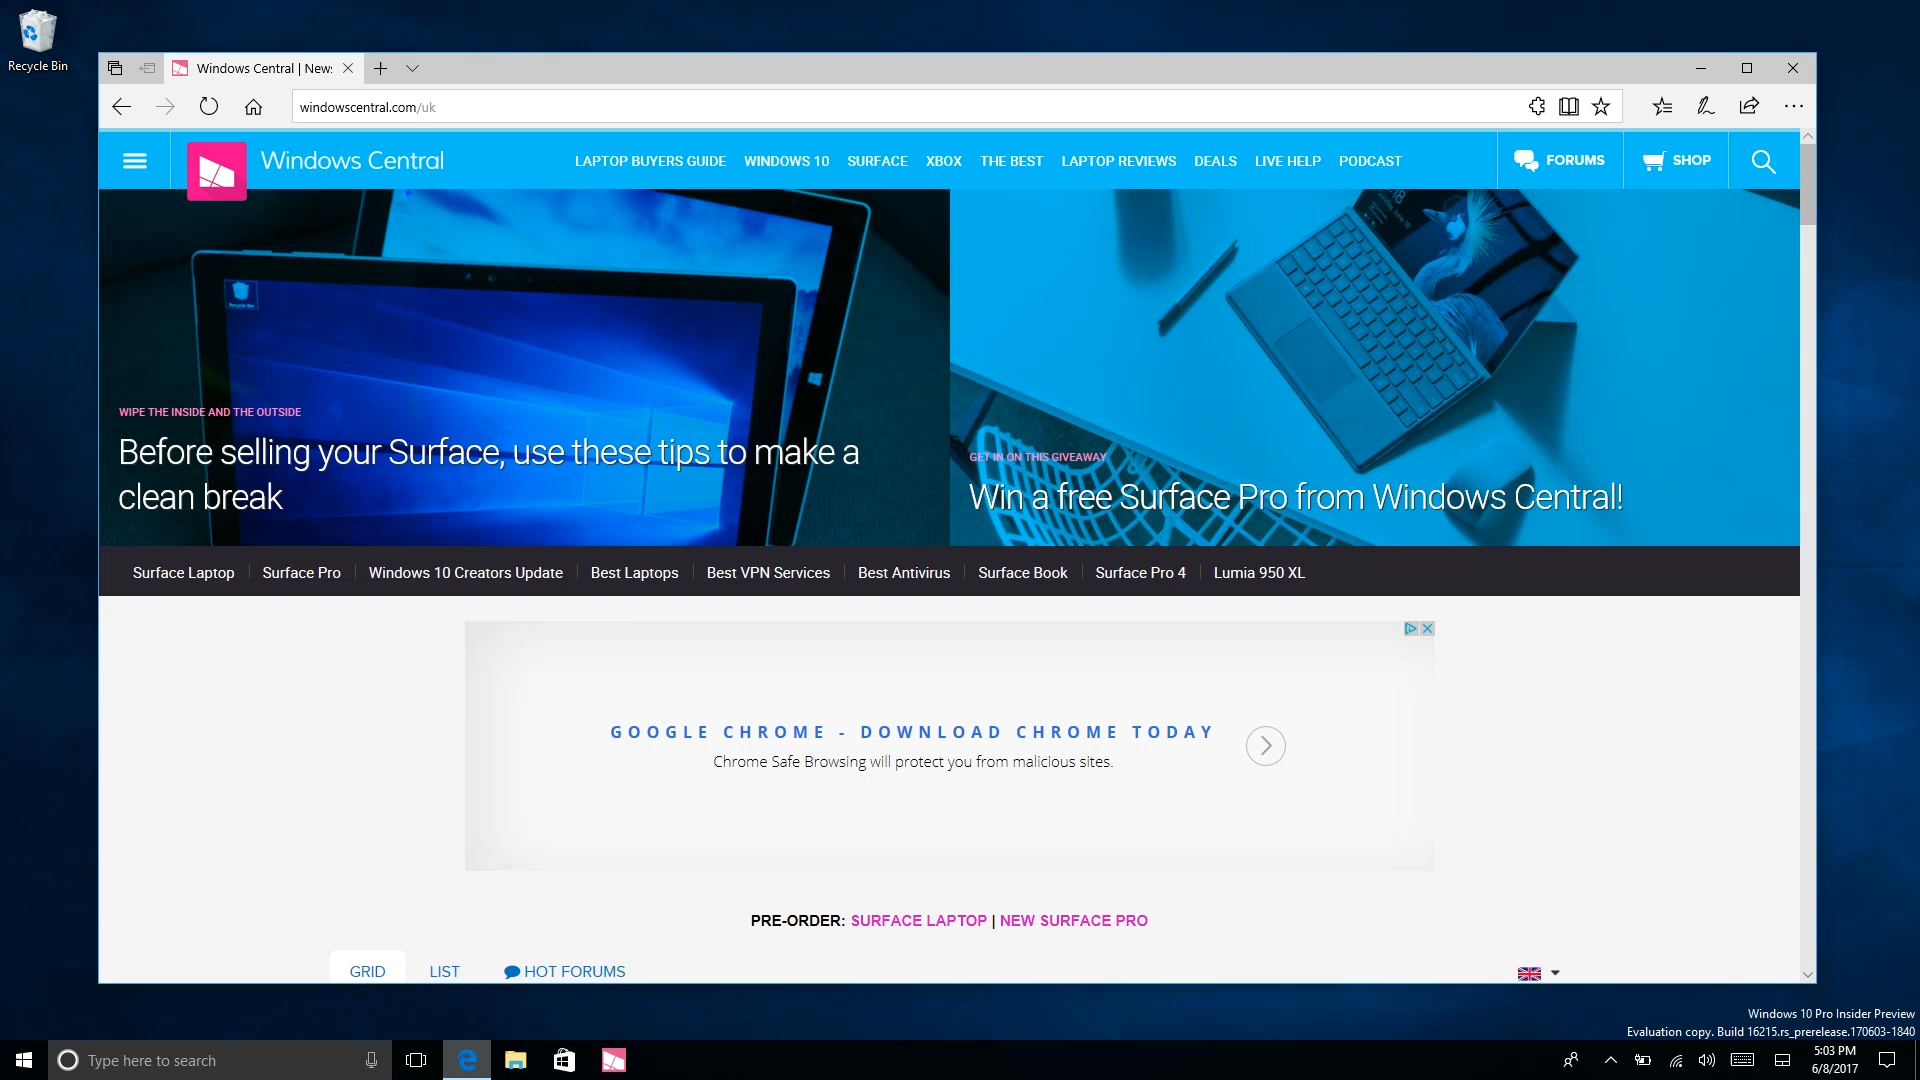 Recycle Bin
Windows Central | News
windowscentral.com/uk
Windows Central
LAPTOP BUYERS GUIDE WINDOWS 10 SURFACE XBOX THE BEST LAPTOP REVIEWS DEALS LIVE HELP PODCAST
FORUMS
SHOP
Recycle Bin
WIPE THE INSIDE AND THE OUTSIDE
Before selling your Surface, use these tips to make a
clean break
GET IN ON THIS GIVEAWAY
Win a free Surface Pro from Windows Central!
Surface Laptop Surface Pro Windows 10 Creators Update Best Laptops Best VPN Services Best Antivirus Surface Book Surface Pro 4 Lumia 950 XL
GOOGLE CHROME - DOWNLOAD CHROME TODAY
Chrome Safe Browsing will protect you from malicious sites.
PRE-ORDER: SURFACE LAPTOP | NEW SURFACE PRO
GRID LIST HOT FORUMS
Windows 10 Pro Insider Preview
Evaluation copy. Build 16215.rs_prerelease.170603-1840
Type here to search
5:03 PM
6/8/2017